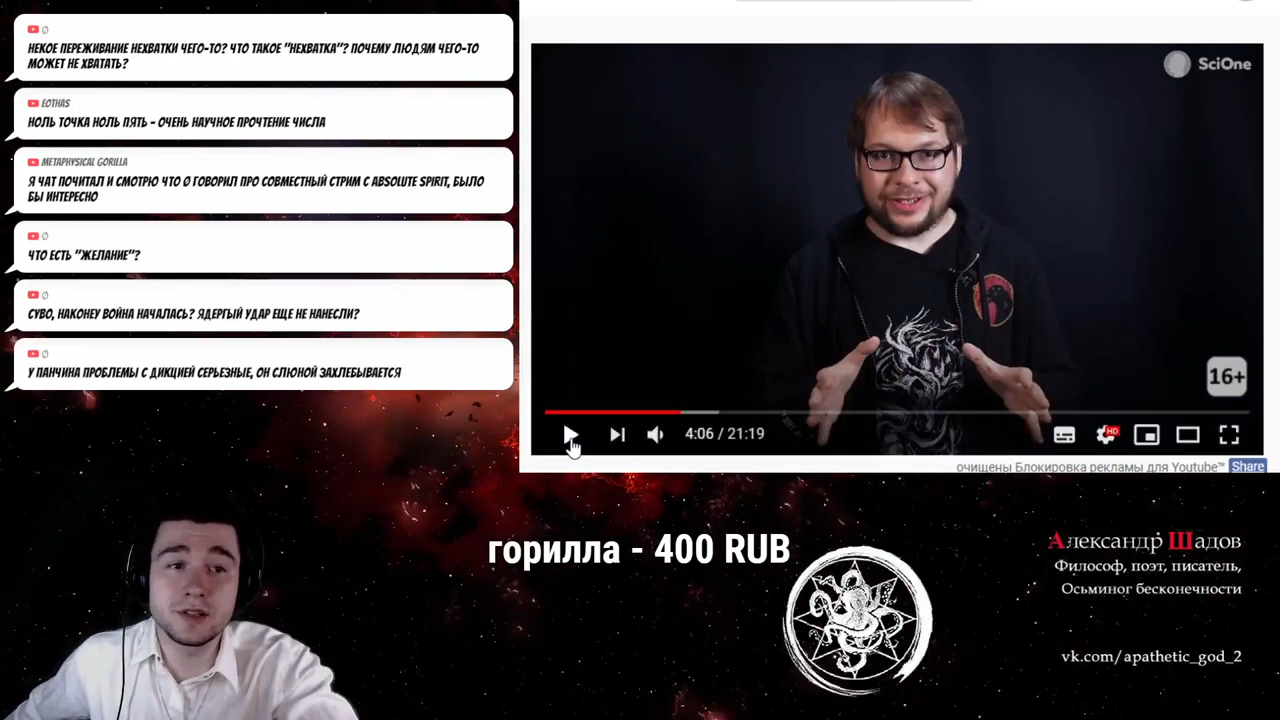 Ø
НЕКОЕ ПЕРЕЖИВАНИЕ НЕХВАТКИ ЧЕГО-ТО? ЧТО ТАКОЕ "НЕХВАТКА"? ПОЧЕМУ ЛЮДЯМ ЧЕГО-ТО
МОЖЕТ НЕ ХВАТАТЬ?
EOTHAS
НОЛЬ ТОЧКА НОЛЬ ПЯТЬ - ОЧЕНЬ НАУЧНОЕ ПРОЧТЕНИЕ ЧИСЛА
METAPHYSICAL GORILLA
Я ЧАТ ПОЧИТАЛ И СМОТРЮ ЧТО Ø ГОВОРИЛ ПРО СОВМЕСТНЫЙ СТРИМ С ABSOLUTE SPIRIT, БЫЛО
БЫ ИНТЕРЕСНО
Ø
ЧТО ЕСТЬ "ЖЕЛАНИЕ"?
Ø
СУВО, НАКОНЕУ ВОЙНА НАЧАЛАСЬ? ЯДЕРГЫЙ УДАР ЕЩЕ НЕ НАНЕСЛИ?
Ø
У ПАНЧИНА ПРОБЛЕМЫ С ДИКЦИЕЙ СЕРЬЕЗНЫЕ, ОН СЛЮНОЙ ЗАХЛЕБЫВАЕТСЯ
SciOne
16+
4:06 / 21:19
HD
очищены Блокировка рекламы для Youtube™ Share
горилла - 400 RUB
Александр Шадов
Философ, поэт, писатель,
Осьминог бесконечности
vk.com/apathetic_god_2